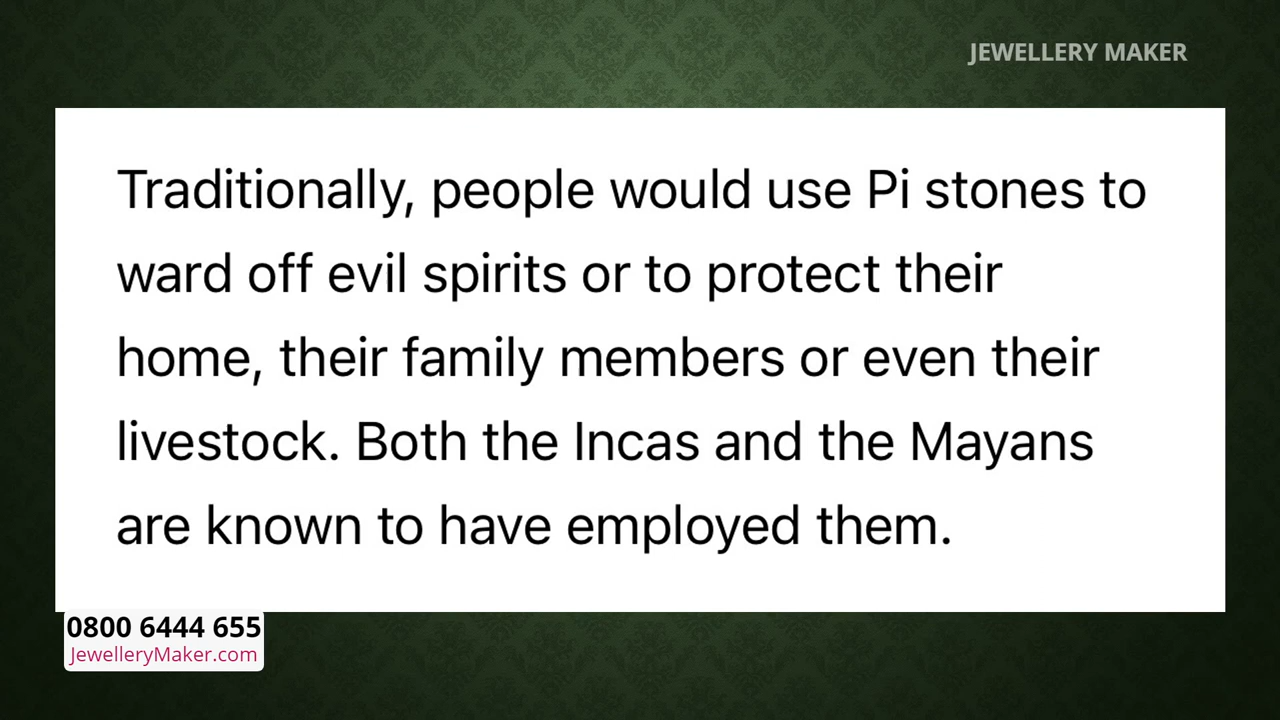 JEWELLERY MAKER
Traditionally, people would use Pi stones to
ward off evil spirits or to protect their
home, their family members or even their
livestock. Both the Incas and the Mayans
are known to have employed them.
0800 6444 655
JewelleryMaker.com